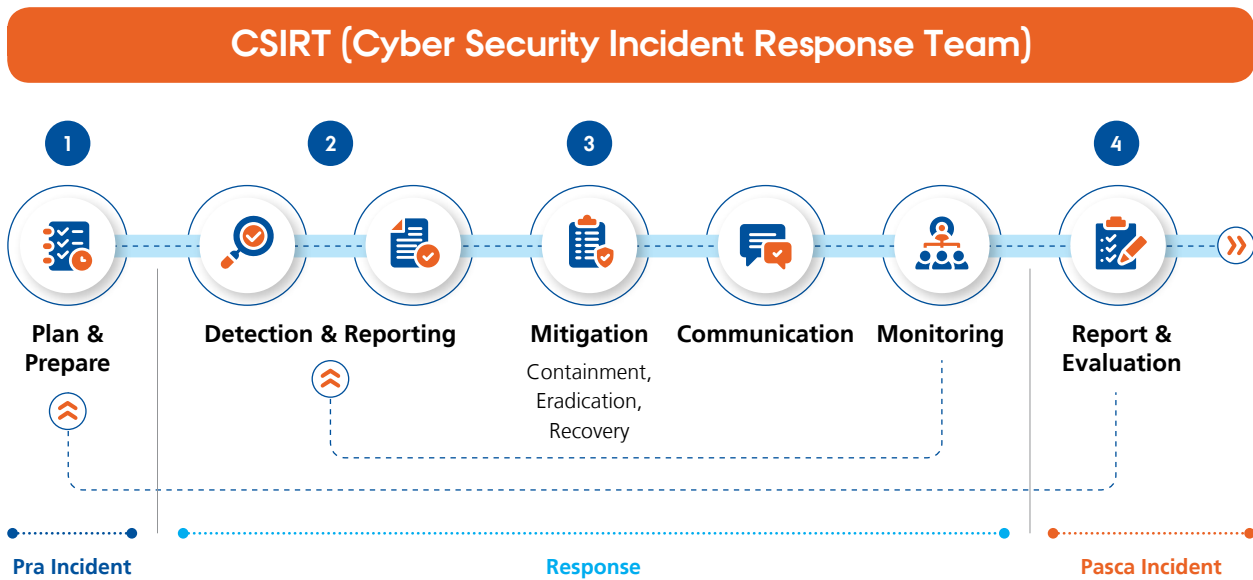 CSIRT (Cyber Security Incident Response Team)
1
2
3
4
Plan &
Prepare
Detection & Reporting
Mitigation
Containment,
Eradication,
Recovery
Communication
Monitoring
Report &
Evaluation
Pra Incident
Response
Pasca Incident